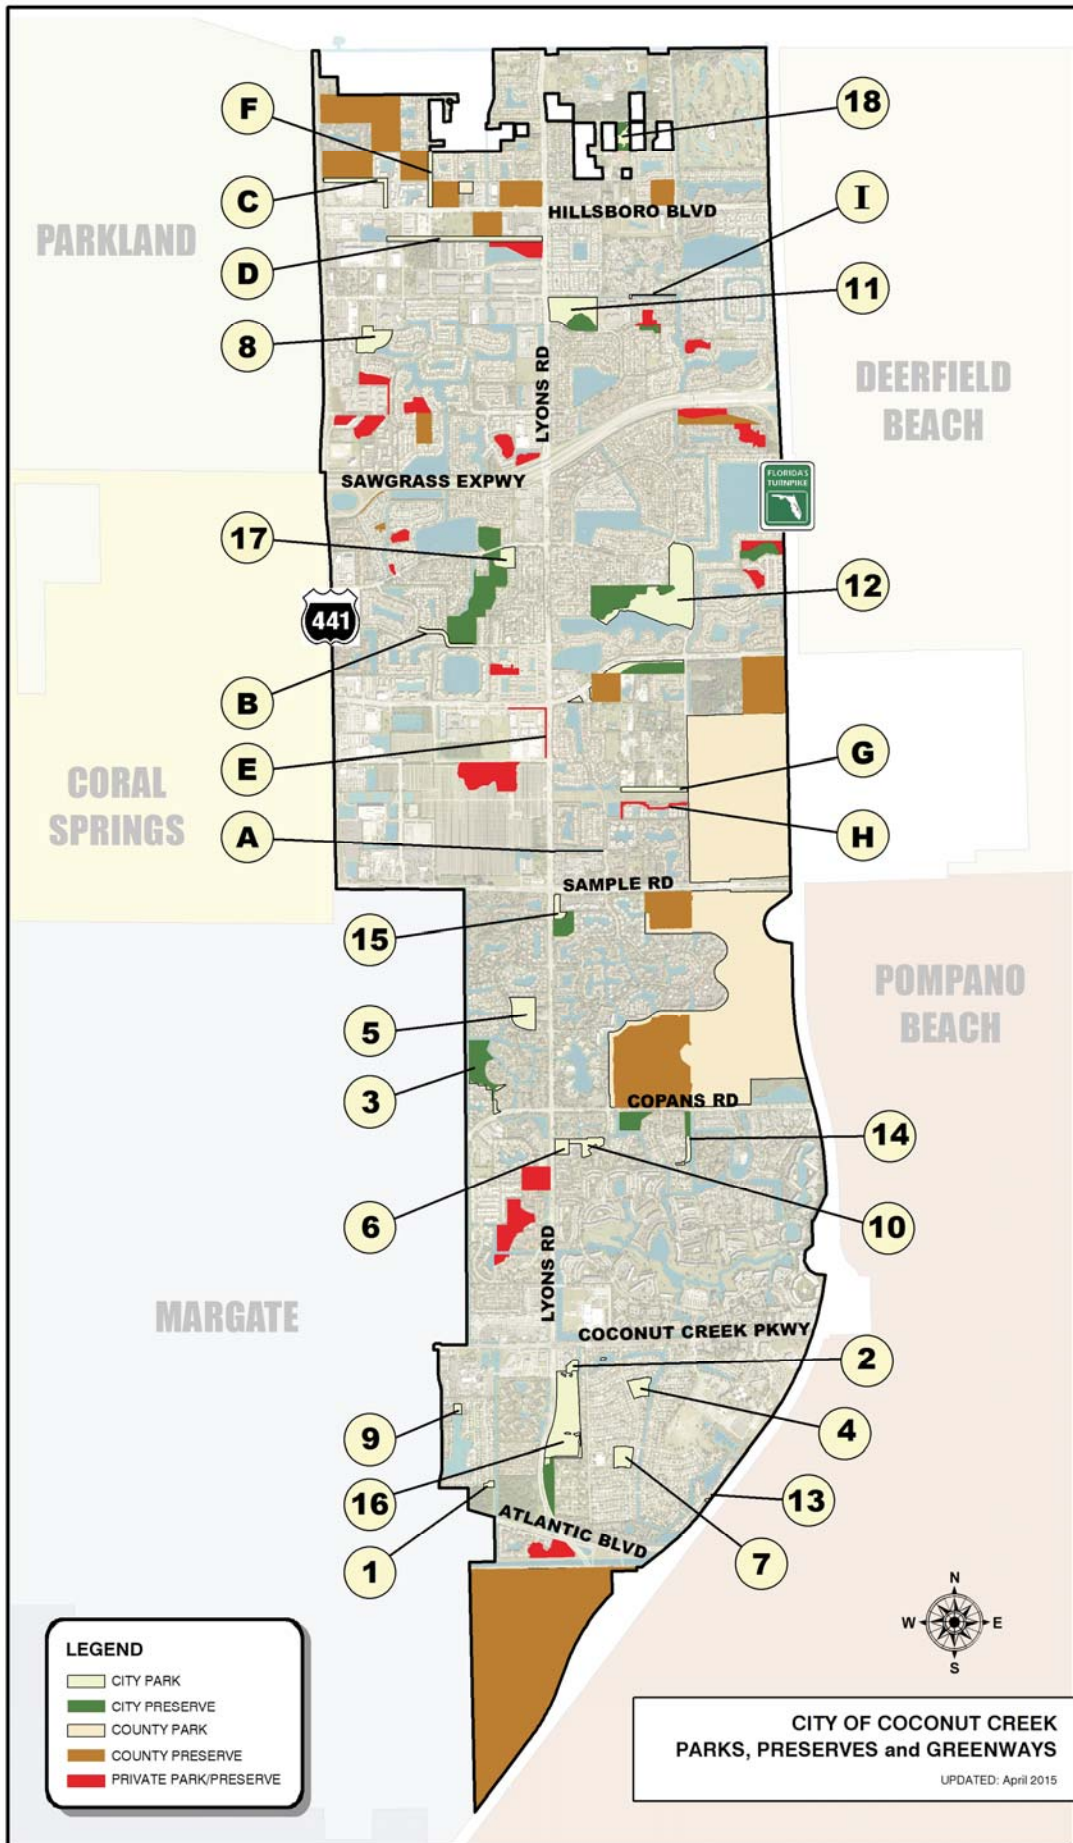 F
18
C
I
HILLSBORO BLVD
PARKLAND
D
11
8
LYONS RD
DEERFIELD
BEACH
SAWGRASS EXPWY
FLORIDA'S
TURNPIKE
17
12
441
B
E
G
CORAL
SPRINGS
A
H
SAMPLE RD
15
POMPANO
BEACH
5
3
COPANS RD
14
6
10
LYONS RD
MARGATE
COCONUT CREEK PKWY
2
4
9
16
13
ATLANTIC BLVD
1
7
N
W
E
S
LEGEND
CITY PARK
CITY PRESERVE
COUNTY PARK
COUNTY PRESERVE
PRIVATE PARK/PRESERVE
CITY OF COCONUT CREEK
PARKS, PRESERVES and GREENWAYS
UPDATED: April 2015